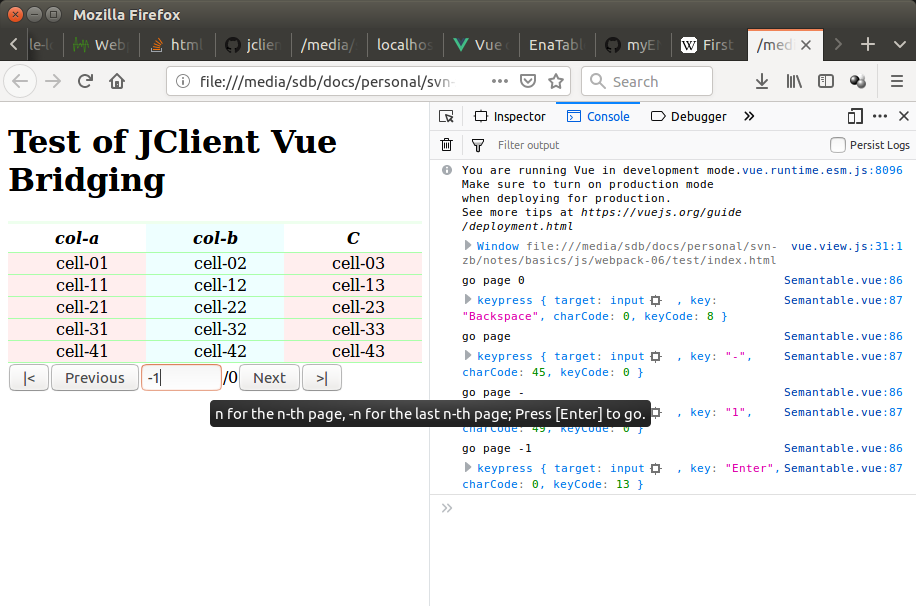 Mozilla Firefox
le-l
Web
html
jclien
/media/
localhos
Vue
EnaTabl
myE
First
/med
file:///media/sdb/docs/personal/svn-
Search
Test of JClient Vue
Bridging
col-a col-b C
cell-01 cell-02 cell-03
cell-11 cell-12 cell-13
cell-21 cell-22 cell-23
cell-31 cell-32 cell-33
cell-41 cell-42 cell-43
|< Previous -1 /0 Next >|
n for the n-th page, -n for the last n-th page; Press [Enter] to go.
Inspector Console Debugger
Filter output Persist Logs
You are running Vue in development mode. vue.runtime.esm.js:8096
Make sure to turn on production mode
when deploying for production.
See more tips at https://vuejs.org/guide
/deployment.html
Window file:///media/sdb/docs/personal/svn- vue.view.js:31:1
zb/notes/basics/js/webpack-06/test/index.html
go page 0 Semantable.vue:86
keypress { target: input , key: Semantable.vue:87
"Backspace", charCode: 0, keyCode: 8 }
go page Semantable.vue:86
keypress { target: input , key: "-", Semantable.vue:87
charCode: 45, keyCode: 0 }
go page - Semantable.vue:86
, key: "1", Semantable.vue:87
charCode: 49, keyCode: 0 }
go page -1 Semantable.vue:86
keypress { target: input , key: "Enter", Semantable.vue:87
charCode: 0, keyCode: 13 }